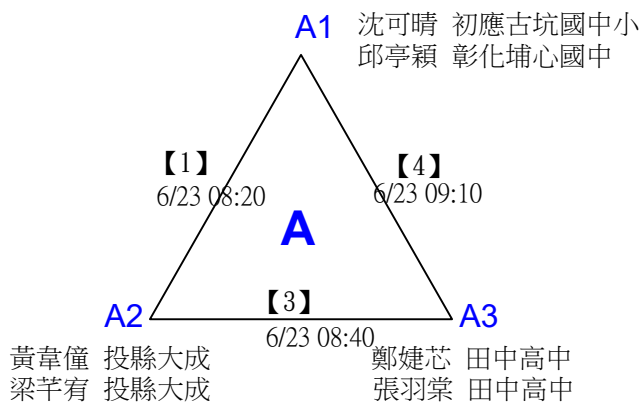 A1
沈可晴 初應古坑國中小
邱亭穎 彰化埔心國中
【1】
6/23 08:20
【4】
6/23 09:10
A
【3】
6/23 08:40
A2
黃韋僮 投縣大成
梁芊宥 投縣大成
A3
鄭婕芯 田中高中
張羽棠 田中高中